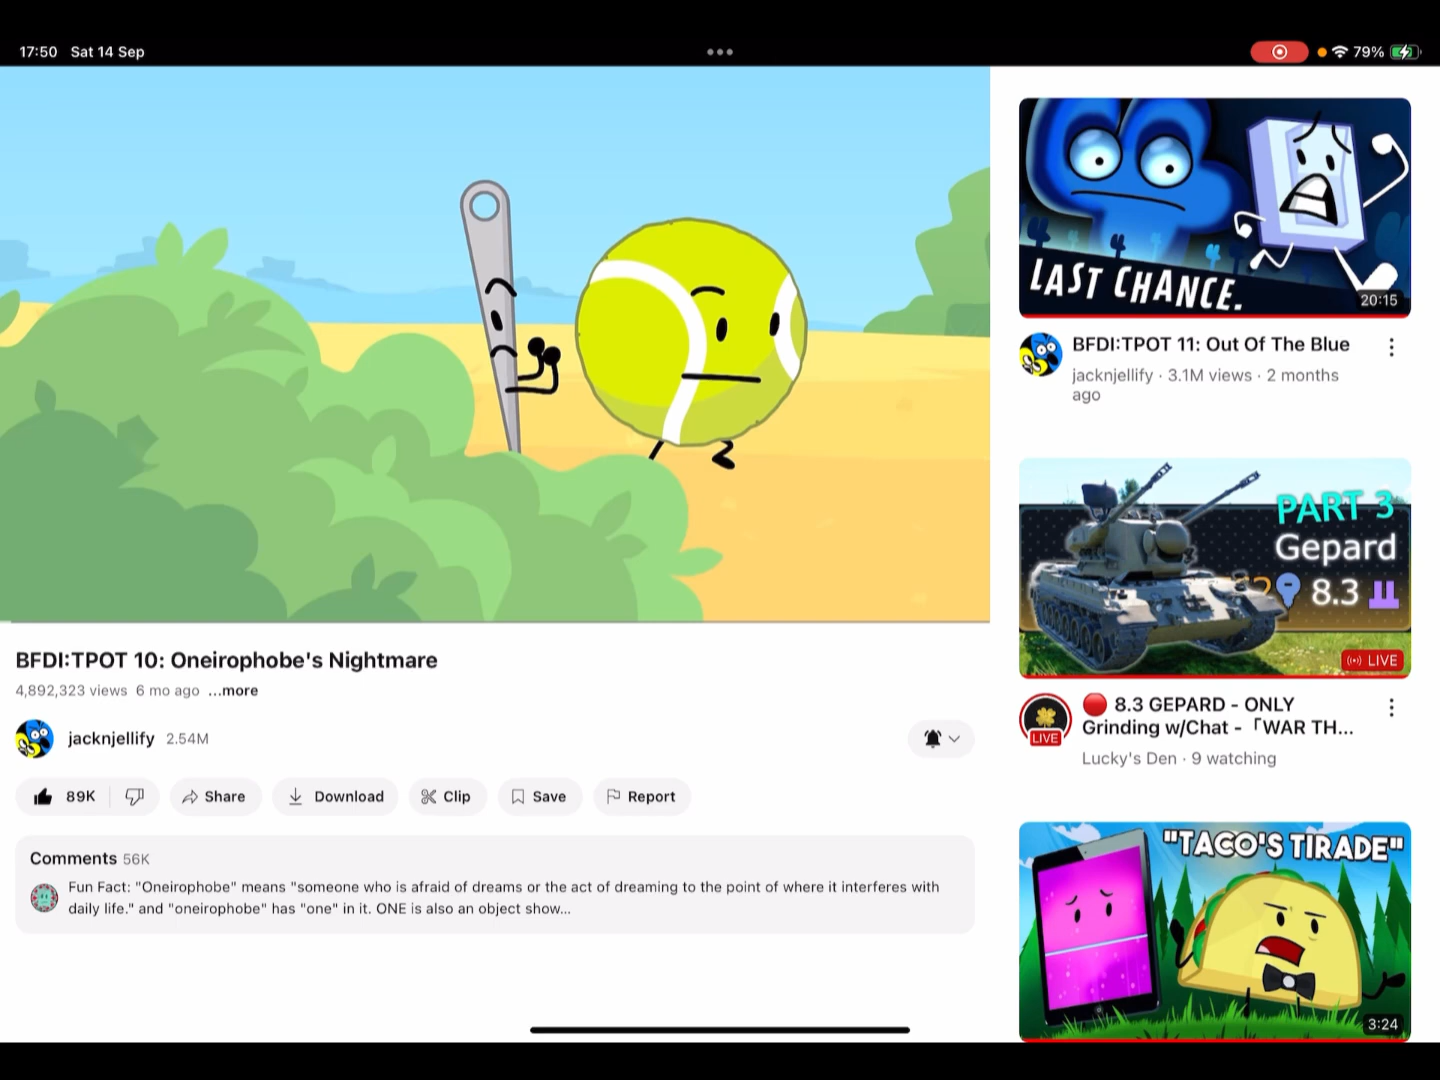 17:50 Sat 14 Sep
79%
BFDI:TPOT 10: Oneirophobe's Nightmare
4,892,323 views 6 mo ago ...more
jacknjellify 2.54M
89K
Share
Download
Clip
Save
Report
Comments 56K
Fun Fact: "Oneirophobe" means "someone who is afraid of dreams or the act of dreaming to the point of where it interferes with
daily life." and "oneirophobe" has "one" in it. ONE is also an object show...
LAST CHANCE.
20:15
BFDI:TPOT 11: Out Of The Blue
jacknjellify · 3.1M views · 2 months
ago
PART 3
Gepard
8.3
LIVE
8.3 GEPARD - ONLY
Grinding w/Chat -「WAR TH...
LIVE
Lucky's Den · 9 watching
"TACO'S TIRADE"
3:24